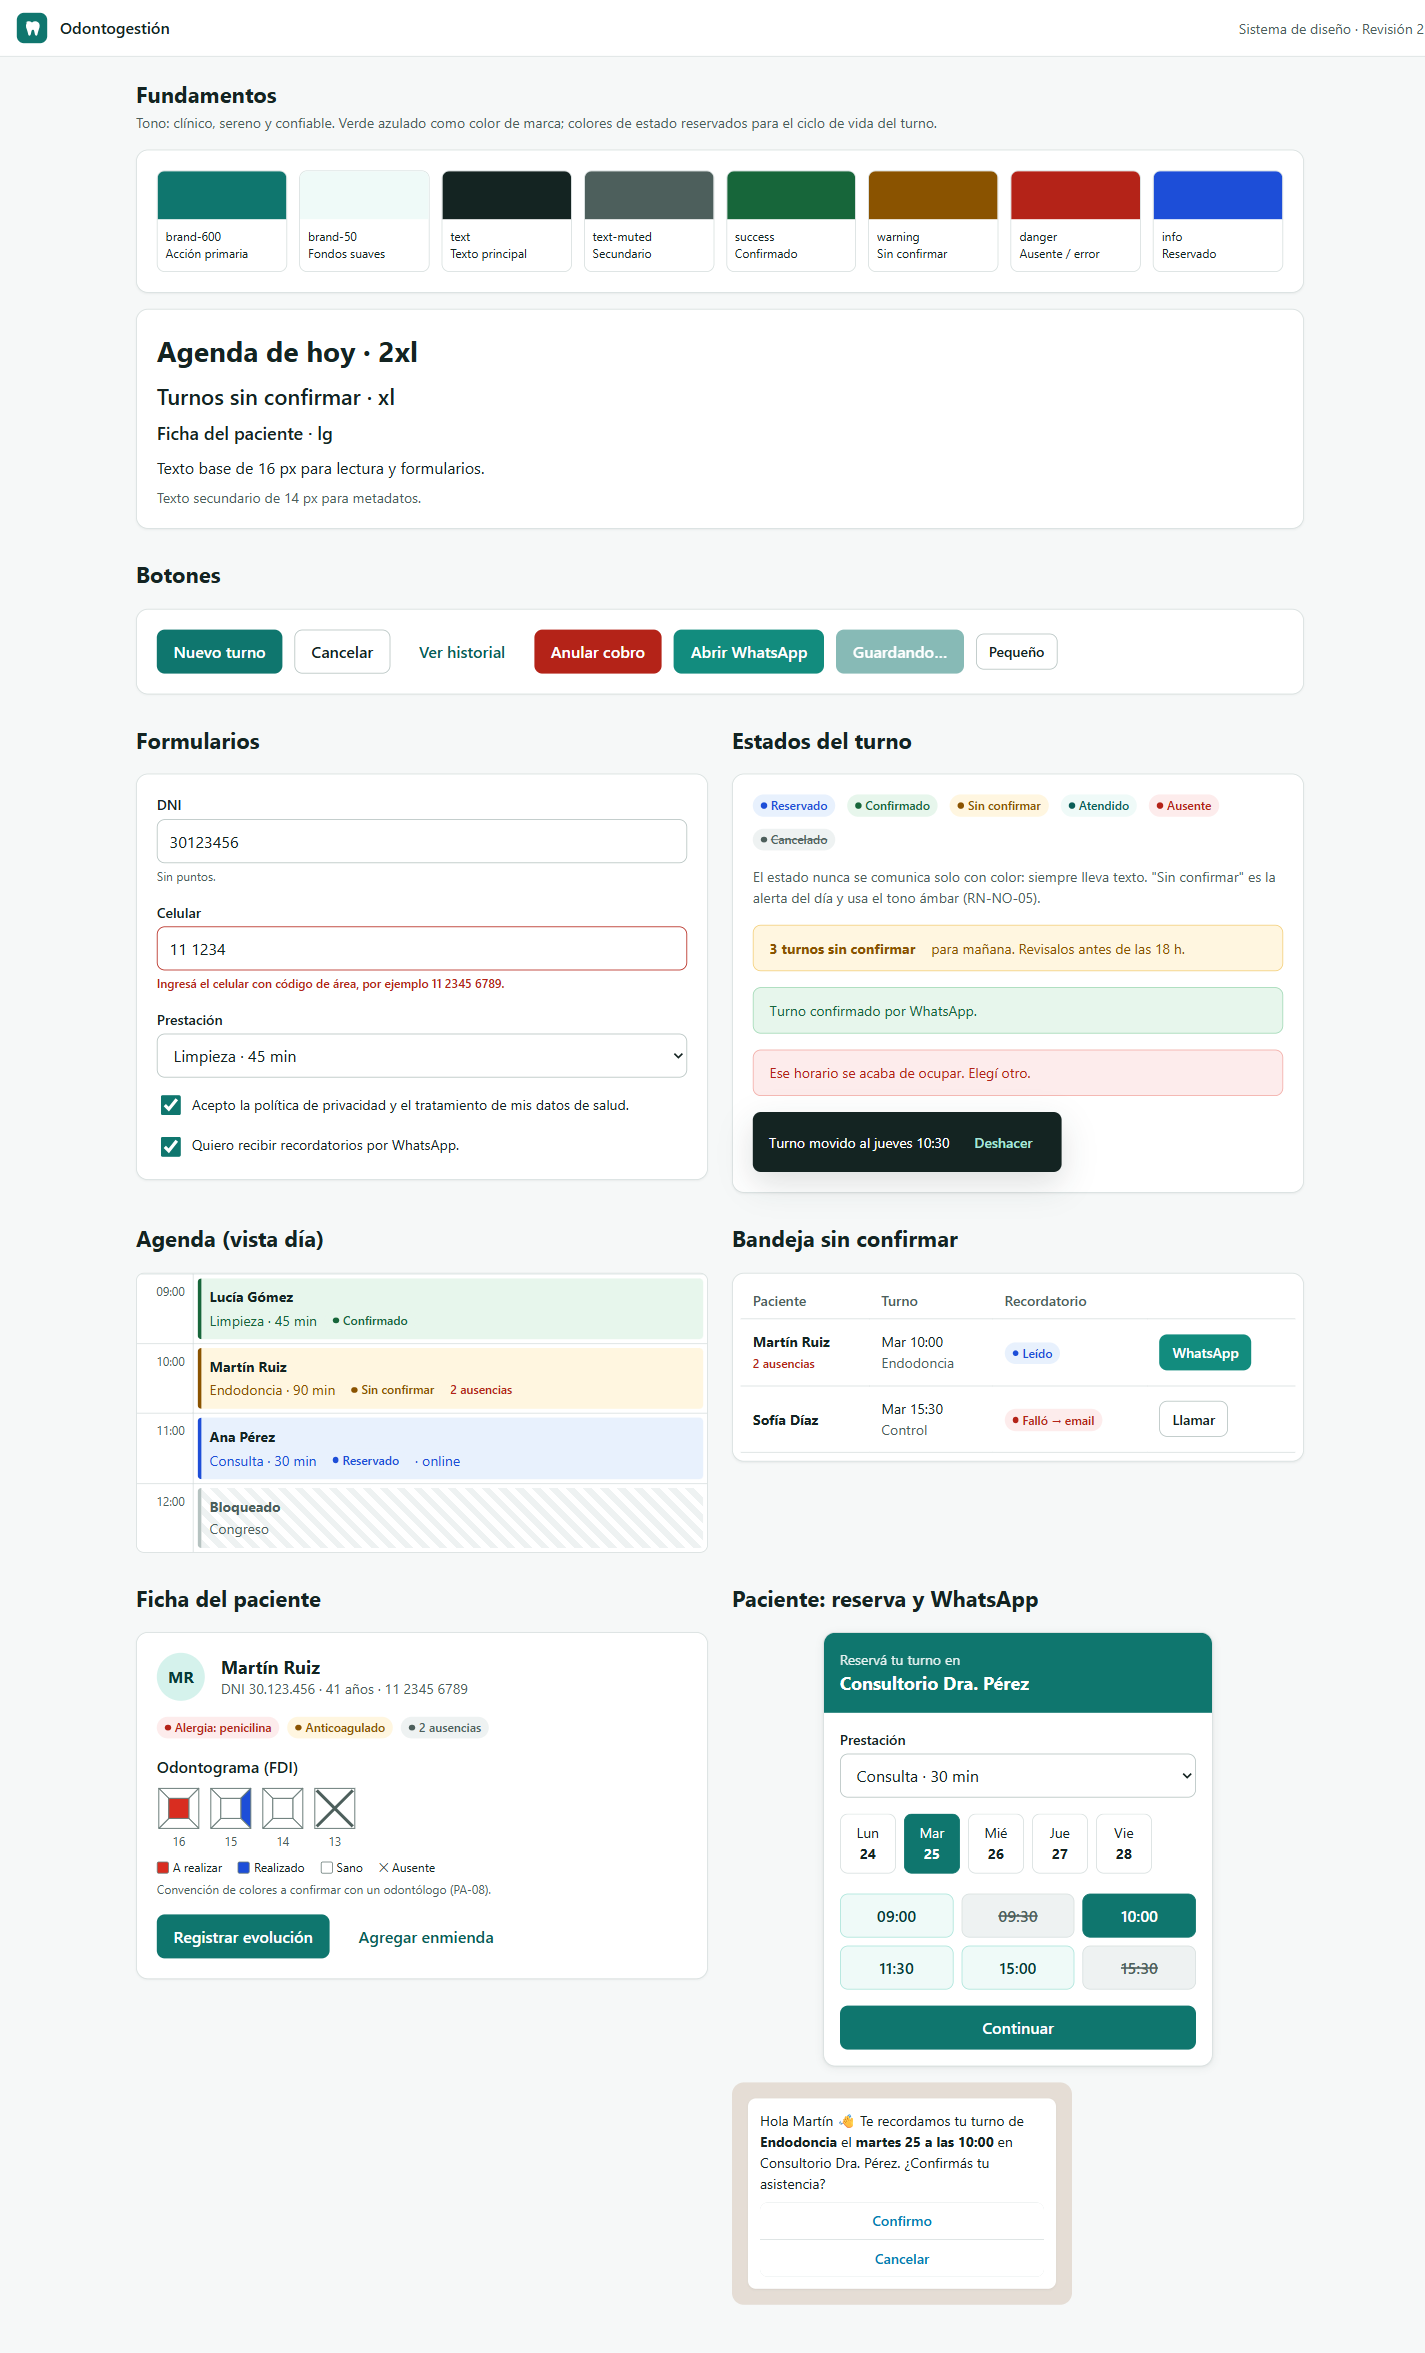 Odontogestión
Sistema de diseño · Revisión 2
Fundamentos
Tono: clínico, sereno y confiable. Verde azulado como color de marca; colores de estado reservados para el ciclo de vida del turno.
brand-600
Acción primaria
brand-50
Fondos suaves
text
Texto principal
text-muted
Secundario
success
Confirmado
warning
Sin confirmar
danger
Ausente / error
info
Reservado
Agenda de hoy · 2xl
Turnos sin confirmar · xl
Ficha del paciente · lg
Texto base de 16 px para lectura y formularios.
Texto secundario de 14 px para metadatos.
Botones
Nuevo turno
Cancelar
Ver historial
Anular cobro
Abrir WhatsApp
Guardando...
Pequeño
Formularios
DNI
30123456
Sin puntos.
Celular
11 1234
Ingresá el celular con código de área, por ejemplo 11 2345 6789.
Prestación
Limpieza · 45 min
Acepto la política de privacidad y el tratamiento de mis datos de salud.
Quiero recibir recordatorios por WhatsApp.
Estados del turno
Reservado
Confirmado
Sin confirmar
Atendido
Ausente
Cancelado
El estado nunca se comunica solo con color: siempre lleva texto. "Sin confirmar" es la
alerta del día y usa el tono ámbar (RN-NO-05).
3 turnos sin confirmar para mañana. Revisalos antes de las 18 h.
Turno confirmado por WhatsApp.
Ese horario se acaba de ocupar. Elegí otro.
Turno movido al jueves 10:30 Deshacer
Agenda (vista día)
09:00
Lucía Gómez
Limpieza · 45 min Confirmado
10:00
Martín Ruiz
Endodoncia · 90 min Sin confirmar 2 ausencias
11:00
Ana Pérez
Consulta · 30 min Reservado · online
12:00
Bloqueado
Congreso
Bandeja sin confirmar
Paciente Turno Recordatorio
Martín Ruiz
2 ausencias
Mar 10:00
Endodoncia
Leído
WhatsApp
Sofía Díaz
Mar 15:30
Control
Falló → email
Llamar
Ficha del paciente
MR
Martín Ruiz
DNI 30.123.456 · 41 años · 11 2345 6789
Alergia: penicilina
Anticoagulado
2 ausencias
Odontograma (FDI)
16 15 14 13
A realizar Realizado Sano Ausente
Convención de colores a confirmar con un odontólogo (PA-08).
Registrar evolución
Agregar enmienda
Paciente: reserva y WhatsApp
Reservá tu turno en
Consultorio Dra. Pérez
Prestación
Consulta · 30 min
Lun
24
Mar
25
Mié
26
Jue
27
Vie
28
09:00 09:30 10:00
11:30 15:00 15:30
Continuar
Hola Martín 👋 Te recordamos tu turno de
Endodoncia el martes 25 a las 10:00 en
Consultorio Dra. Pérez. ¿Confirmás tu
asistencia?
Confirmo
Cancelar